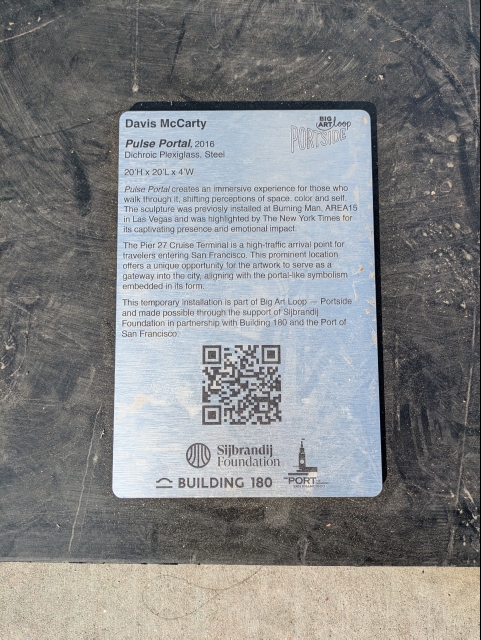 Davis McCarty
BIG
ART Loop
PORTSIDE
Pulse Portal, 2016
Dichroic Plexiglass, Steel
20'H x 20'L x 4'W
Pulse Portal creates an immersive experience for those who
walk through it, shifting perceptions of space, color and self.
The sculpture was previosly installed at Burning Man, AREA15
in Las Vegas and was highlighted by The New York Times for
its captivating presence and emotional impact.
The Pier 27 Cruise Terminal is a high-traffic arrival point for
travelers entering San Francisco. This prominent location
offers a unique opportunity for the artwork to serve as a
gateway into the city, aligning with the portal-like symbolism
embedded in its form.
This temporary installation is part of Big Art Loop — Portside
and made possible through the support of Sijbrandij
Foundation in partnership with Building 180 and the Port of
San Francisco.
Sijbrandij
Foundation
BUILDING 180
PORT
SAN FRANCISCO